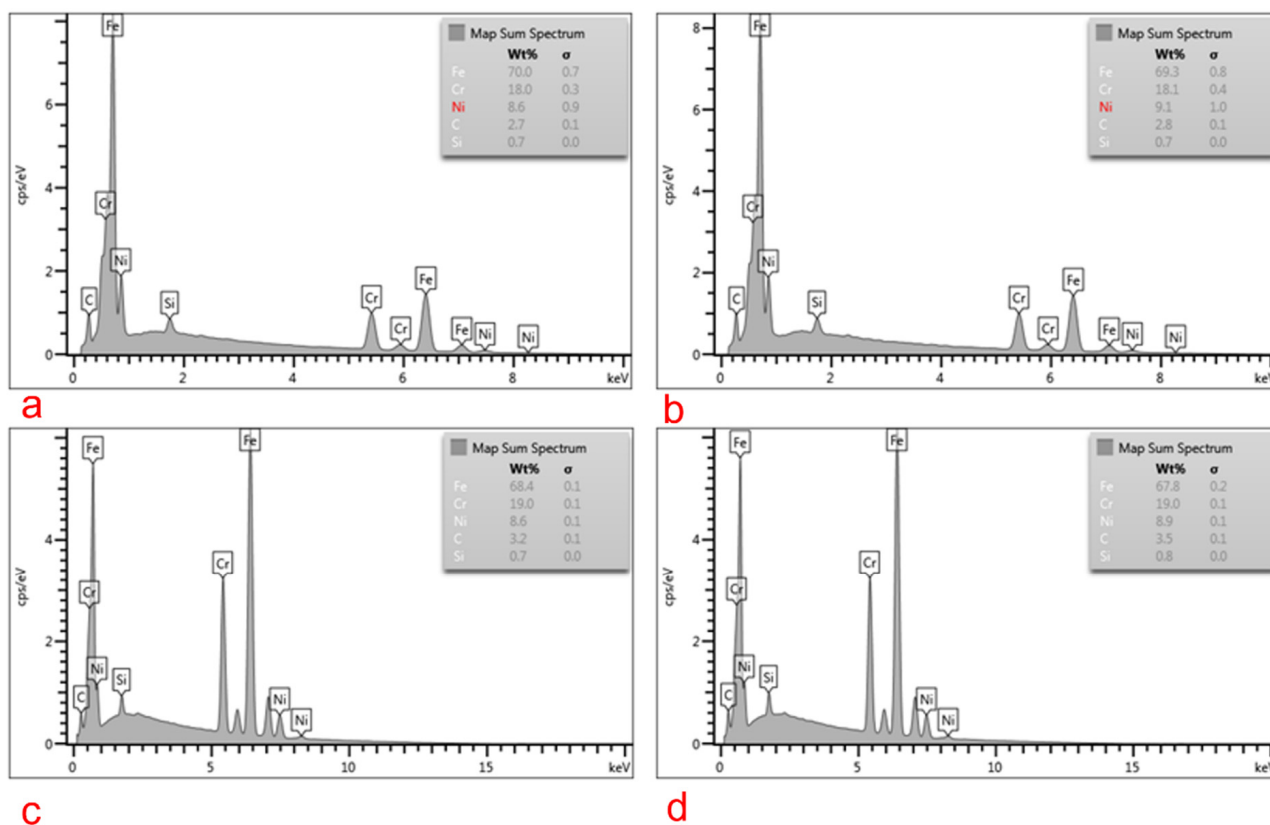 Fe
Cr
Ni
C
Si
Cr
Cr
Fe
Fe
Ni
Ni
Map Sum Spectrum
Wt% σ
Fe 70.0 0.7
Cr 18.0 0.3
Ni 8.6 0.9
C 2.7 0.1
Si 0.7 0.0
cps/eV
6
4
2
0
0 2 4 6 8 keV
a
Fe
Cr
Ni
C
Si
Cr
Cr
Fe
Fe
Ni
Ni
Map Sum Spectrum
Wt% σ
Fe 69.3 0.8
Cr 18.1 0.4
Ni 9.1 1.0
C 2.8 0.1
Si 0.7 0.0
cps/eV
8
6
4
2
0
0 2 4 6 8 keV
b
Fe
Fe
Cr
Cr
Ni
Si
C
Ni
Ni
Map Sum Spectrum
Wt% σ
Fe 68.4 0.1
Cr 19.0 0.1
Ni 8.6 0.1
C 3.2 0.1
Si 0.7 0.0
cps/eV
4
2
0
0 5 10 15 keV
c
Fe
Fe
Cr
Cr
Ni
Si
C
Ni
Ni
Map Sum Spectrum
Wt% σ
Fe 67.8 0.2
Cr 19.0 0.1
Ni 8.9 0.1
C 3.5 0.1
Si 0.8 0.0
cps/eV
4
2
0
0 5 10 15 keV
d